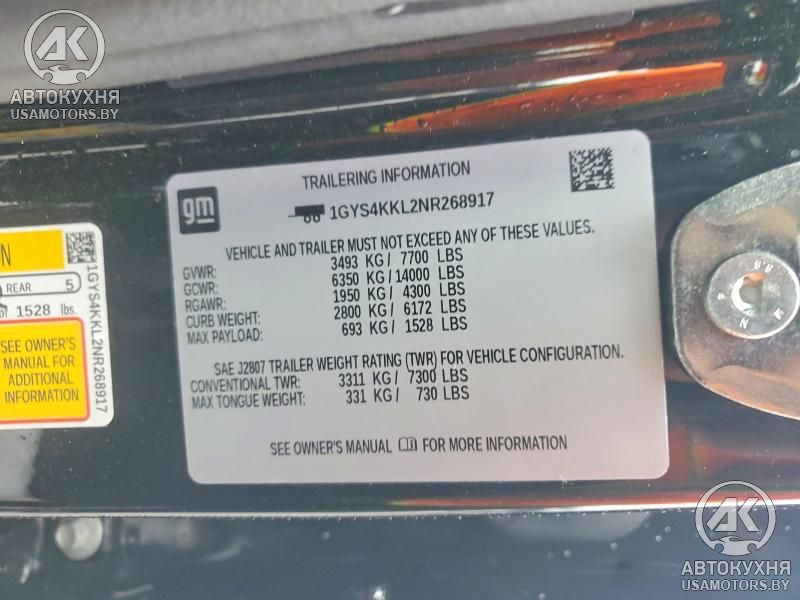 AK
АВТОКУХНЯ
USAMOTORS.BY
REAR 5
1528 lbs.
SEE OWNER'S
MANUAL FOR
ADDITIONAL
INFORMATION
1GYS4KKL2NR268917
gm
TRAILERING INFORMATION
1GYS4KKL2NR268917
VEHICLE AND TRAILER MUST NOT EXCEED ANY OF THESE VALUES.
GVWR: 3493 KG / 7700 LBS
GCWR: 6350 KG / 14000 LBS
RGAWR: 1950 KG / 4300 LBS
CURB WEIGHT: 2800 KG / 6172 LBS
MAX PAYLOAD: 693 KG / 1528 LBS
SAE J2807 TRAILER WEIGHT RATING (TWR) FOR VEHICLE CONFIGURATION.
CONVENTIONAL TWR: 3311 KG / 7300 LBS
MAX TONGUE WEIGHT: 331 KG / 730 LBS
SEE OWNER'S MANUAL FOR MORE INFORMATION
AK
АВТОКУХНЯ
USAMOTORS.BY